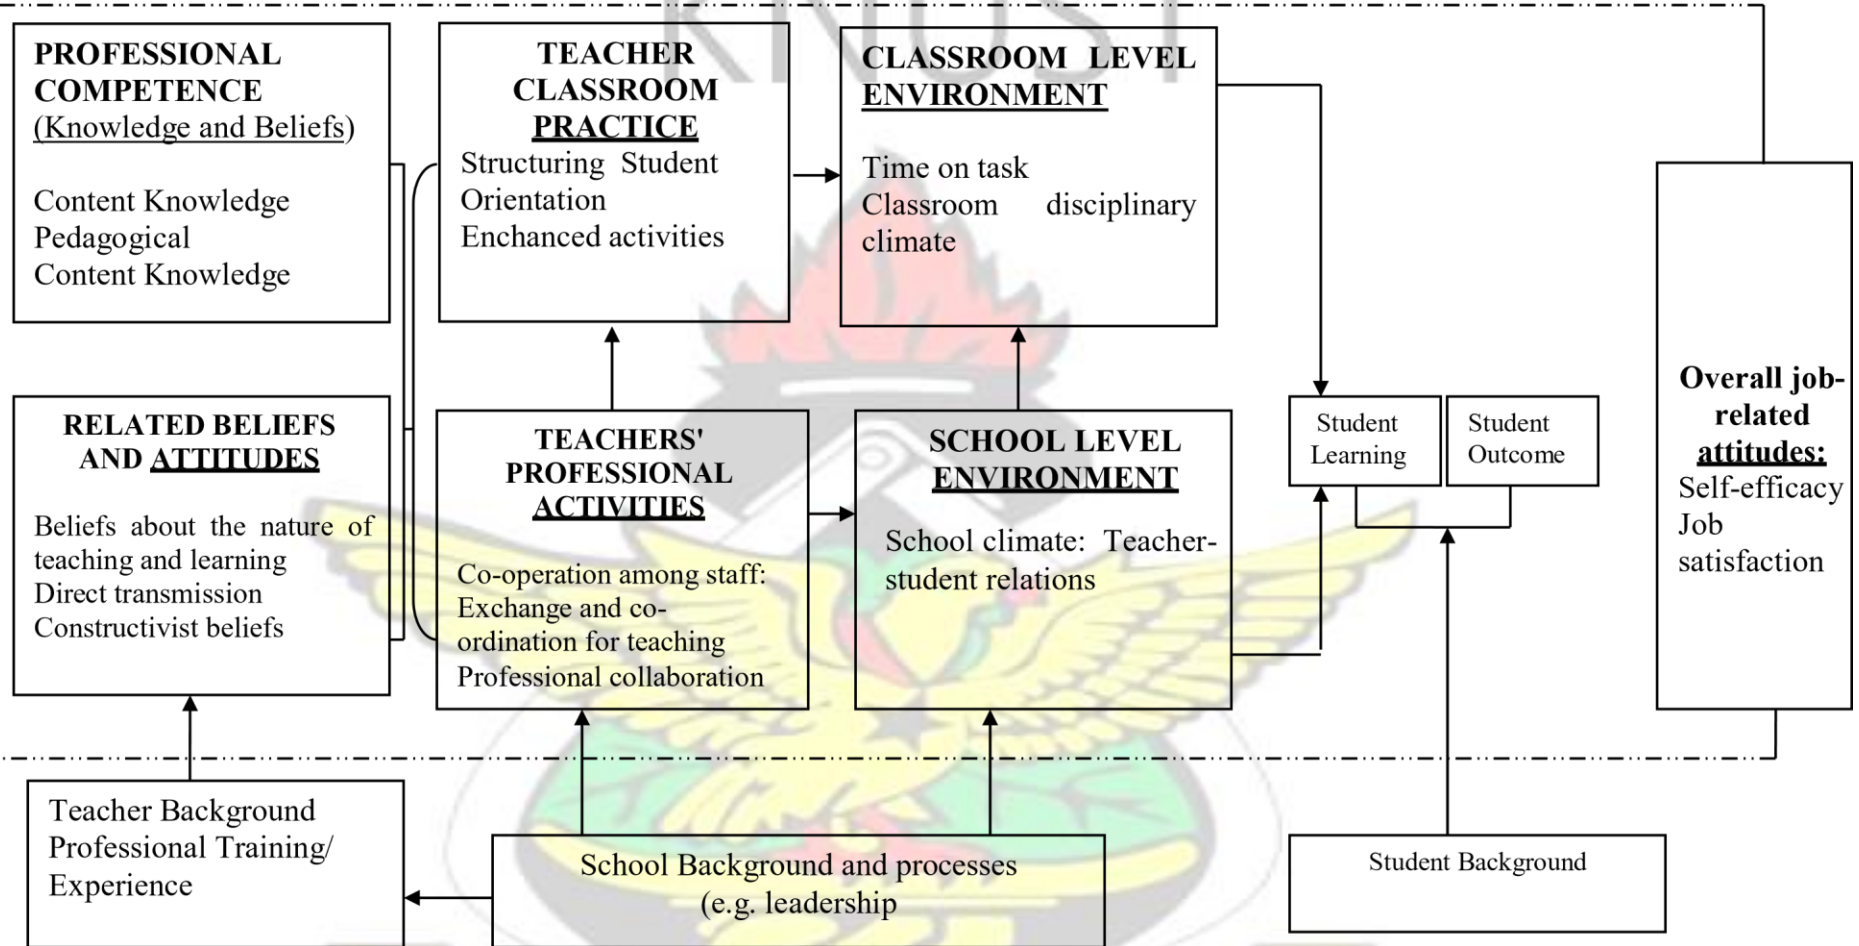 KNUST
PROFESSIONAL
COMPETENCE
(Knowledge and Beliefs)
Content Knowledge
Pedagogical
Content Knowledge
TEACHER
CLASSROOM
PRACTICE
Structuring Student
Orientation
Enchanced activities
CLASSROOM LEVEL
ENVIRONMENT
Time on task
Classroom disciplinary
climate
RELATED BELIEFS
AND ATTITUDES
Beliefs about the nature of
teaching and learning
Direct transmission
Constructivist beliefs
TEACHERS'
PROFESSIONAL
ACTIVITIES
Co-operation among staff:
Exchange and co-
ordination for teaching
Professional collaboration
SCHOOL LEVEL
ENVIRONMENT
School climate: Teacher-
student relations
Student
Learning
Student
Outcome
Overall job-
related
attitudes:
Self-efficacy
Job
satisfaction
Teacher Background
Professional Training/
Experience
School Background and processes
(e.g. leadership
Student Background